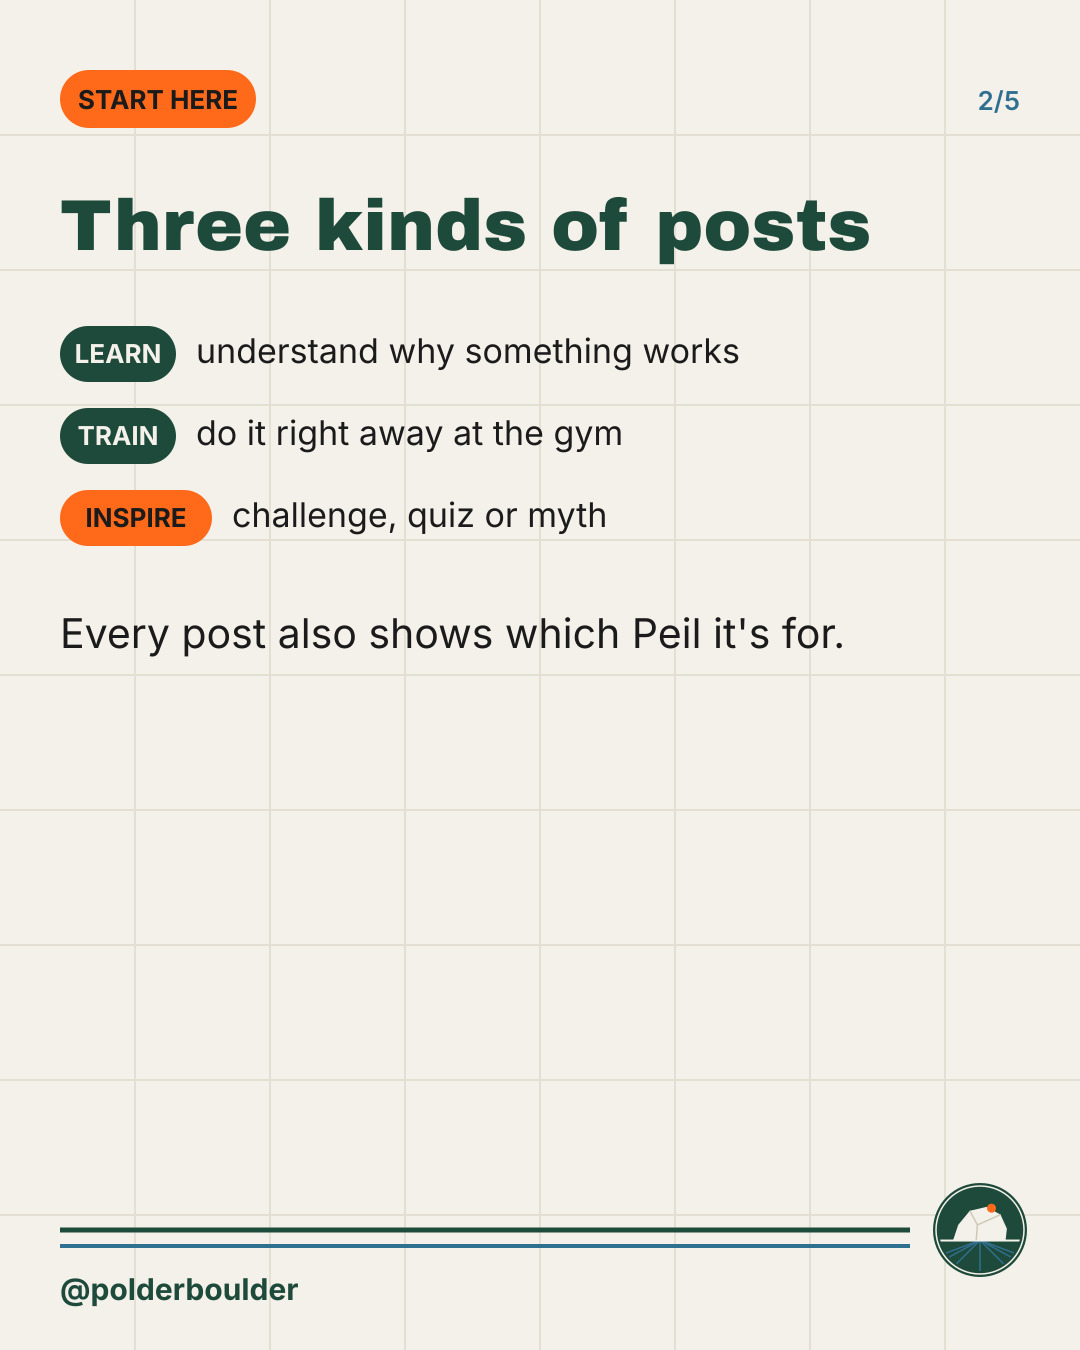 START HERE
2/5
Three kinds of posts
LEARN understand why something works
TRAIN do it right away at the gym
INSPIRE challenge, quiz or myth
Every post also shows which Peil it's for.
@polderboulder